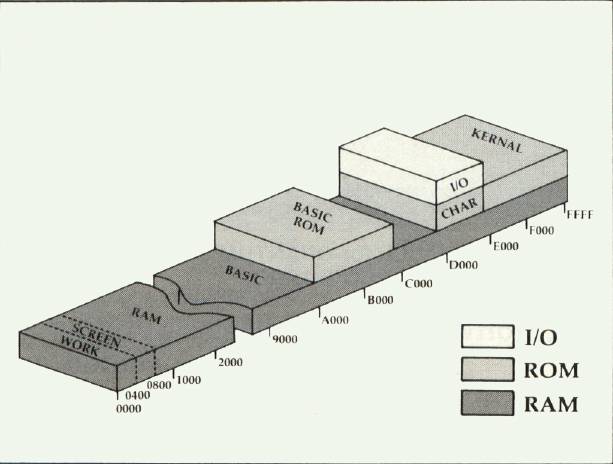 KERNAL
I/O
CHAR
BASIC
ROM
BASIC
RAM
SCREEN
WORK
FFFF
F000
E000
D000
C000
B000
A000
9000
2000
1000
0800
0400
0000
I/O
ROM
RAM